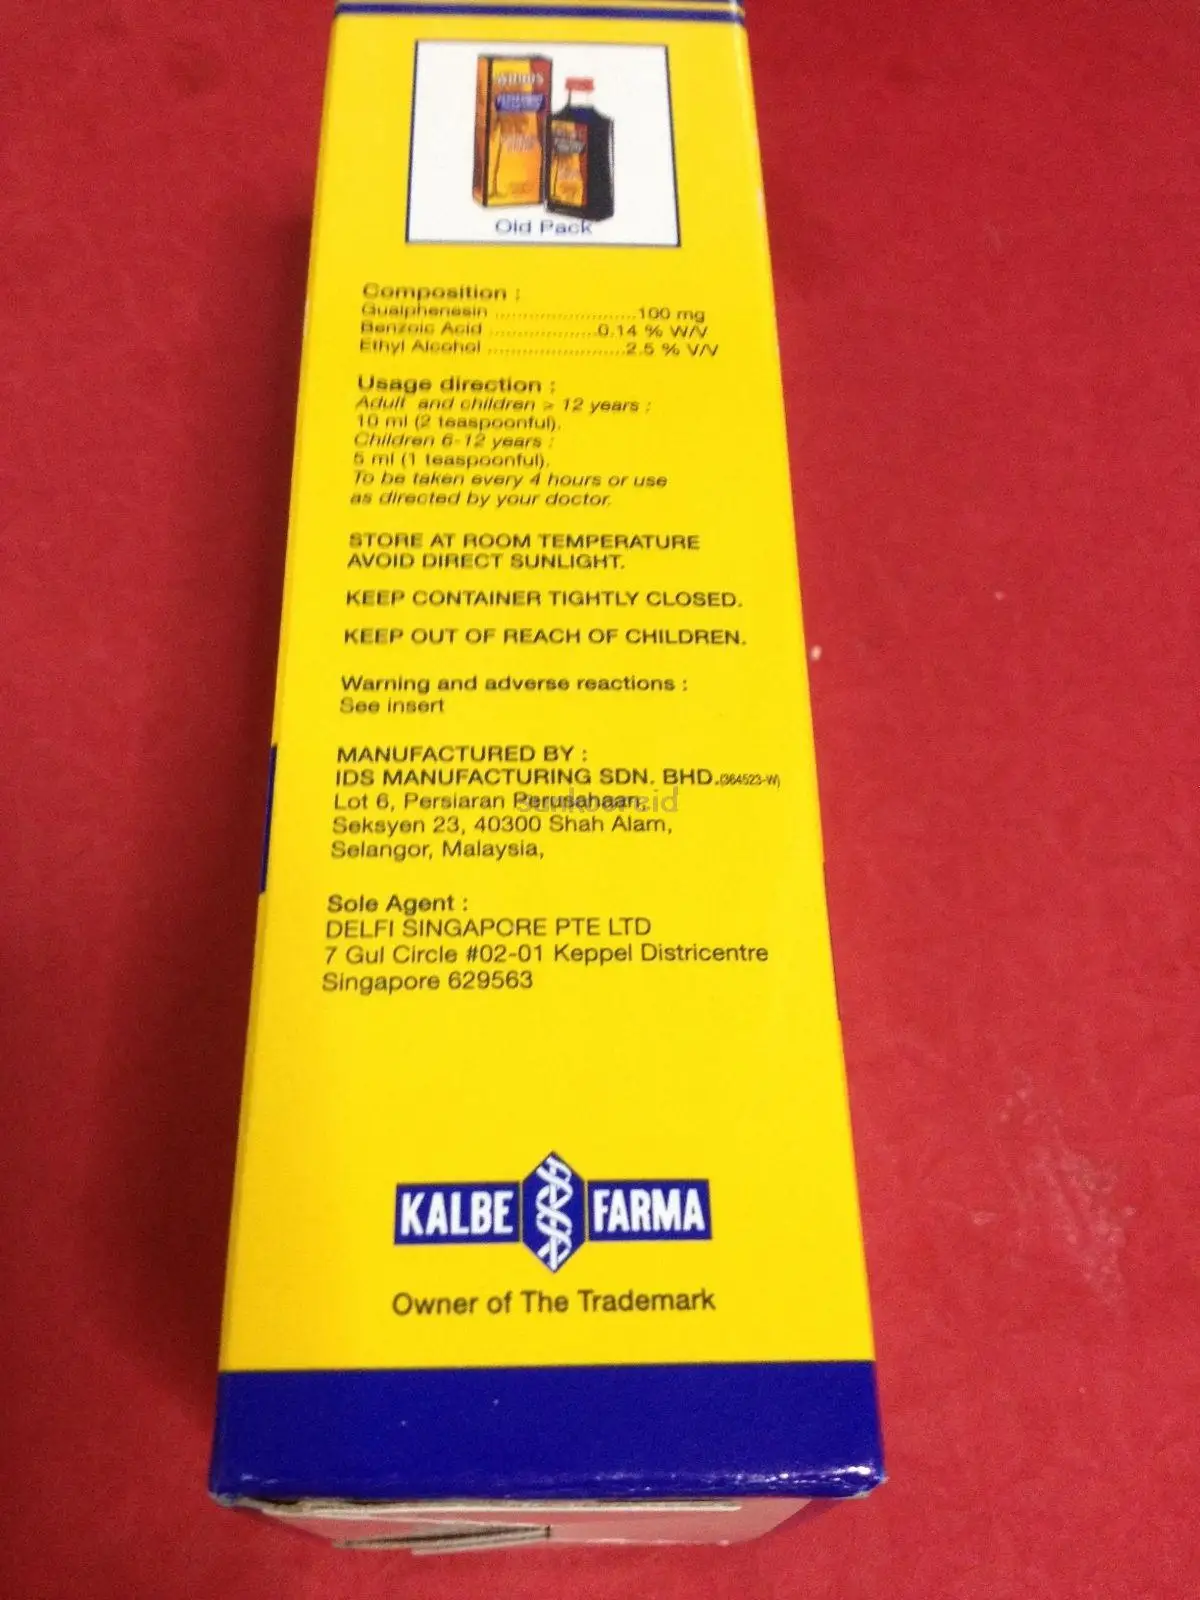 WOODS
PEPPERMINT
Old Pack
Composition :
Guaiphenesin ........................100 mg
Benzoic Acid ..................0.14 % W/V
Ethyl Alcohol .......................2.5 % V/V
Usage direction :
Adult and children > 12 years :
10 ml (2 teaspoonful).
Children 6-12 years :
5 ml (1 teaspoonful).
To be taken every 4 hours or use
as directed by your doctor.
STORE AT ROOM TEMPERATURE
AVOID DIRECT SUNLIGHT.
KEEP CONTAINER TIGHTLY CLOSED.
KEEP OUT OF REACH OF CHILDREN.
Warning and adverse reactions :
See insert
MANUFACTURED BY :
IDS MANUFACTURING SDN. BHD.(364523-W)
Lot 6, Persiaran Perusahaan,
Seksyen 23, 40300 Shah Alam,
Selangor, Malaysia,
Sole Agent :
DELFI SINGAPORE PTE LTD
7 Gul Circle #02-01 Keppel Districentre
Singapore 629563
KALBE FARMA
Owner of The Trademark